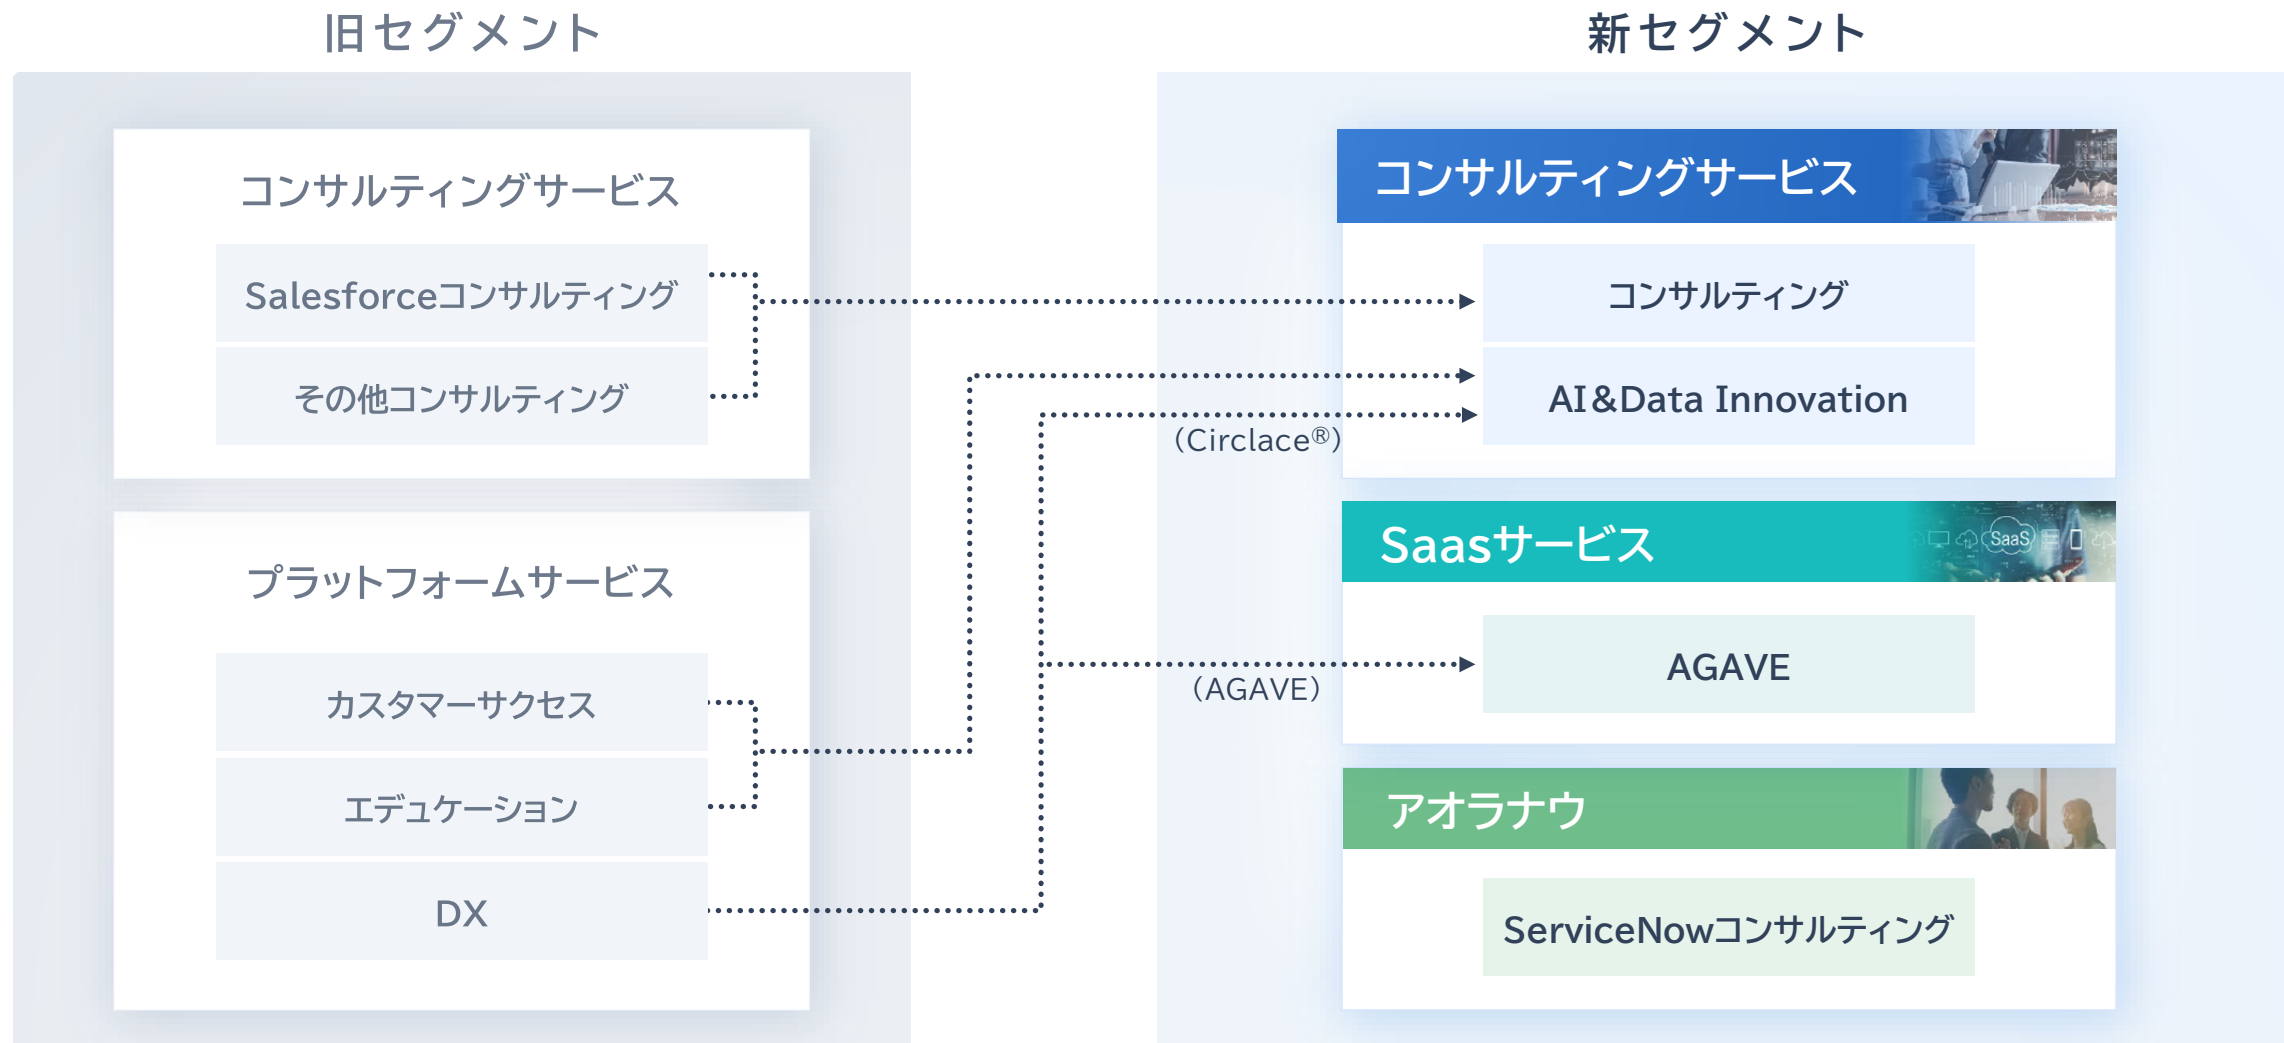 旧セグメント
新セグメント
コンサルティングサービス
Salesforceコンサルティング
その他コンサルティング
プラットフォームサービス
カスタマーサクセス
エデュケーション
DX
コンサルティングサービス
コンサルティング
AI&Data Innovation
(Circlace®)
Saasサービス
SaaS
AGAVE
(AGAVE)
アオラナウ
ServiceNowコンサルティング